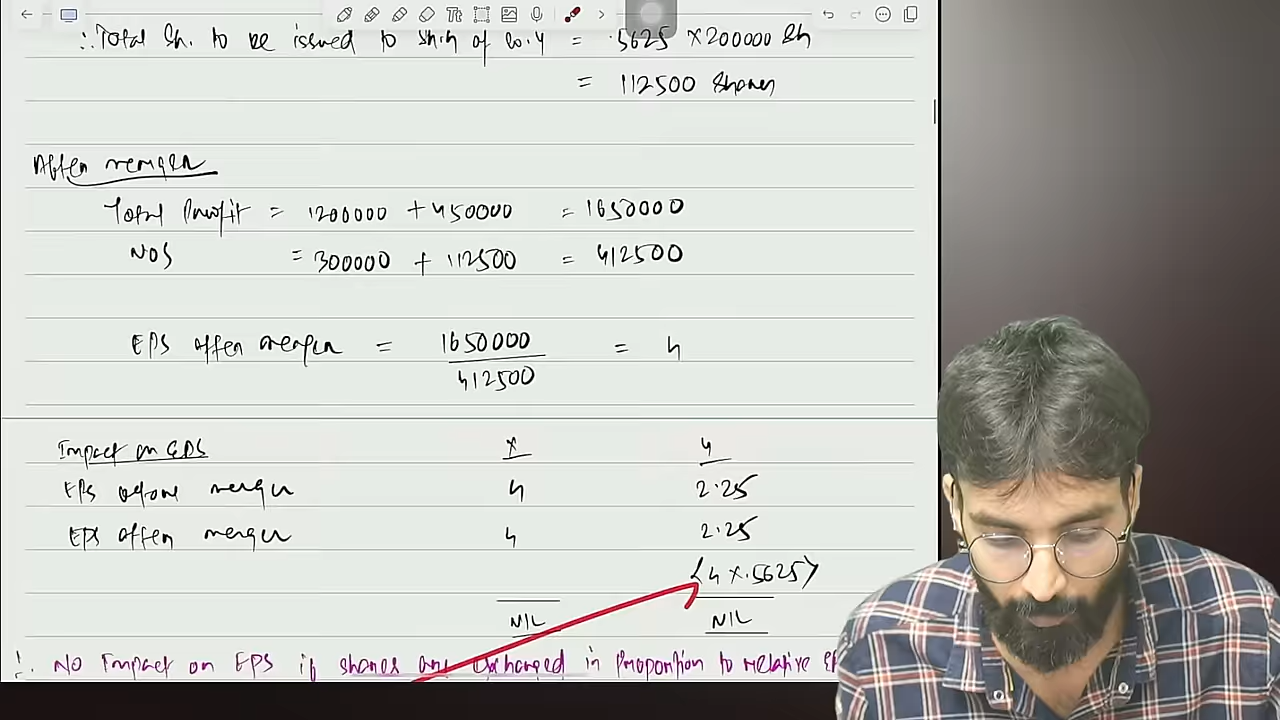 ∴ Total Sh. to be issued to sh.h of Co. Y = .5625 × 200000 Sh
= 112500 Shares
After merger
Total Profit = 1200000 + 450000 = 1650000
NOS = 300000 + 112500 = 412500
EPS after merger = 1650000 / 412500 = 4
Impact on EPS X Y
EPS before merger 4 2.25
EPS after merger 4 2.25
(4 × .5625)
NIL NIL
∴ No Impact on EPS if shares are exchanged in Proportion to relative